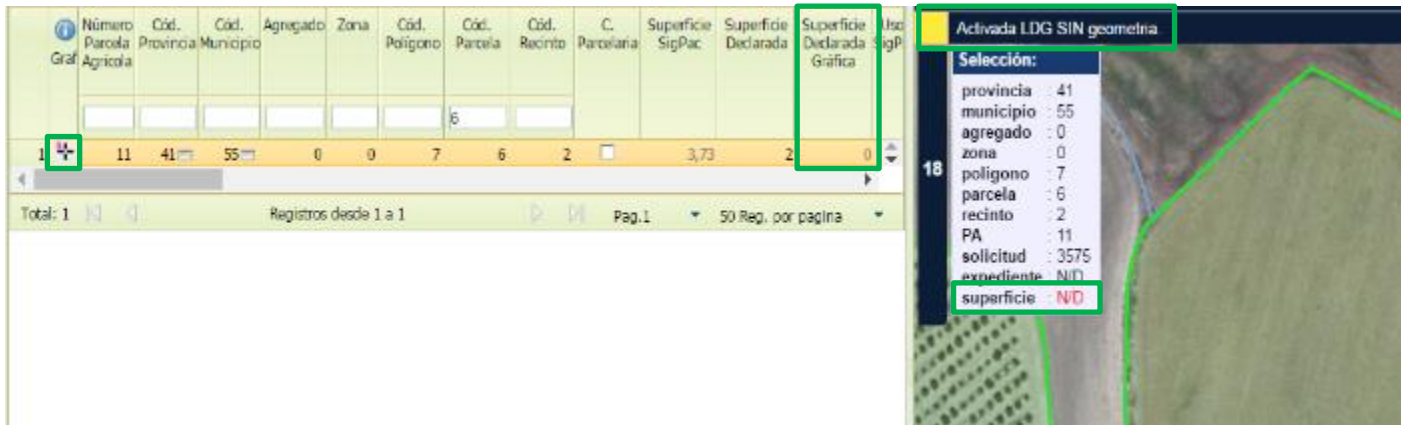 Graf
Número Parcela Agrícola
Cód. Provincia
Cód. Municipio
Agregado
Zona
Cód. Polígono
Cód. Parcela
Cód. Recinto
C. Parcelaria
Superficie SigPac
Superficie Declarada
Superficie Declarada Gráfica
Uso SigP
6
1 11 41 55 0 0 7 6 2 3,73 2 0
Total: 1 Registros desde 1 a 1 Pag.1 50 Reg. por pagina
Activada LDG SIN geometria
Selección:
18
provincia : 41
municipio : 55
agregado : 0
zona : 0
poligono : 7
parcela : 6
recinto : 2
PA : 11
solicitud : 3575
expediente N/D
superficie : N/D